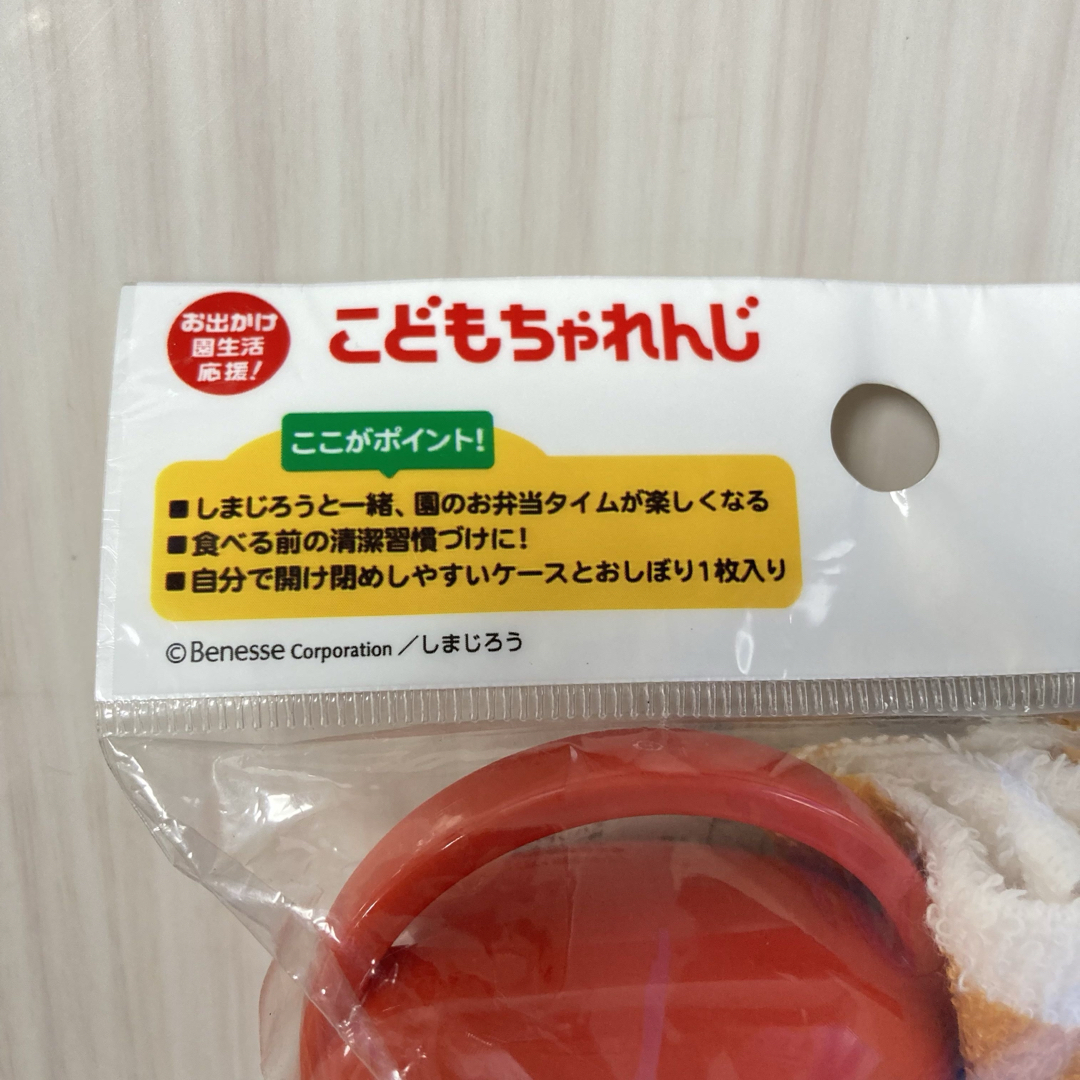 お出かけ
園生活
応援!
こどもちゃれんじ
ここがポイント!
■しまじろうと一緒、園のお弁当タイムが楽しくなる
■食べる前の清潔習慣づけに!
■自分で開け閉めしやすいケースとおしぼり1枚入り
©Benesse Corporation／しまじろう